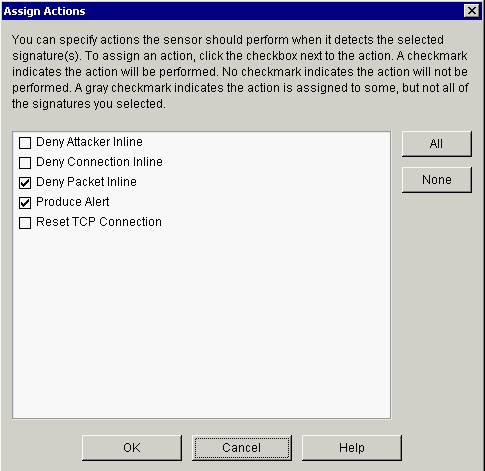 Assign Actions
You can specify actions the sensor should perform when it detects the selected
signature(s). To assign an action, click the checkbox next to the action. A checkmark
indicates the action will be performed. No checkmark indicates the action will not be
performed. A gray checkmark indicates the action is assigned to some, but not all of
the signatures you selected.
Deny Attacker Inline
Deny Connection Inline
Deny Packet Inline
Produce Alert
Reset TCP Connection
All
None
OK Cancel Help